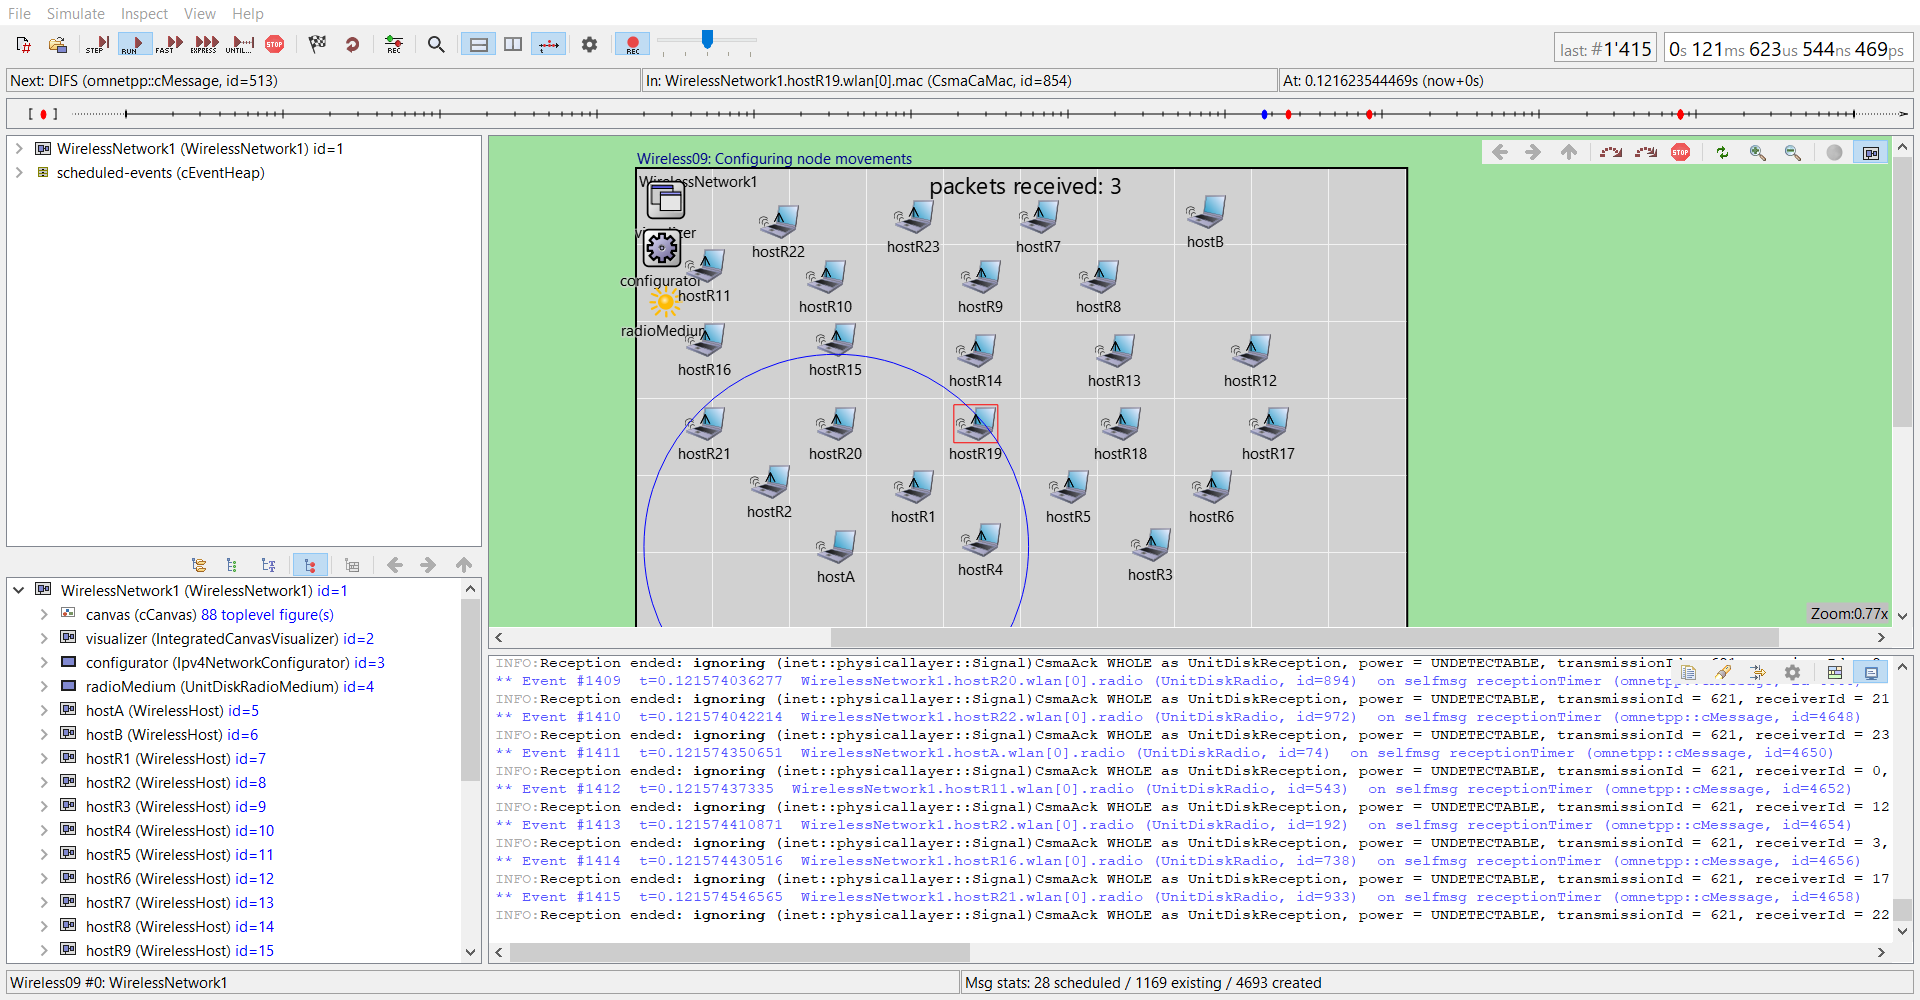 File Simulate Inspect View Help
STEP RUN FAST EXPRESS UNTIL... STOP REC REC
last: #1'415 0s 121ms 623us 544ns 469ps
Next: DIFS (omnetpp::cMessage, id=513) In: WirelessNetwork1.hostR19.wlan[0].mac (CsmaCaMac, id=854) At: 0.121623544469s (now+0s)
WirelessNetwork1 (WirelessNetwork1) id=1
scheduled-events (cEventHeap)
Wireless09: Configuring node movements
STOP
WirelessNetwork1
packets received: 3
hostR22
hostR23
hostR7
hostB
configurator
hostR11
hostR10
hostR9
hostR8
radioMedium
hostR16
hostR15
hostR14
hostR13
hostR12
hostR21
hostR20
hostR19
hostR18
hostR17
hostR2
hostR1
hostR5
hostR6
hostA
hostR4
hostR3
Zoom:0.77x
WirelessNetwork1 (WirelessNetwork1) id=1
canvas (cCanvas) 88 toplevel figure(s)
visualizer (IntegratedCanvasVisualizer) id=2
configurator (Ipv4NetworkConfigurator) id=3
radioMedium (UnitDiskRadioMedium) id=4
hostA (WirelessHost) id=5
hostB (WirelessHost) id=6
hostR1 (WirelessHost) id=7
hostR2 (WirelessHost) id=8
hostR3 (WirelessHost) id=9
hostR4 (WirelessHost) id=10
hostR5 (WirelessHost) id=11
hostR6 (WirelessHost) id=12
hostR7 (WirelessHost) id=13
hostR8 (WirelessHost) id=14
hostR9 (WirelessHost) id=15
INFO:Reception ended: ignoring (inet::physicallayer::Signal)CsmaAck WHOLE as UnitDiskReception, power = UNDETECTABLE, transmissionId
** Event #1409 t=0.121574036277 WirelessNetwork1.hostR20.wlan[0].radio (UnitDiskRadio, id=894) on selfmsg receptionTimer (omnetpp::cMessage,
INFO:Reception ended: ignoring (inet::physicallayer::Signal)CsmaAck WHOLE as UnitDiskReception, power = UNDETECTABLE, transmissionId = 621, receiverId = 21
** Event #1410 t=0.121574042214 WirelessNetwork1.hostR22.wlan[0].radio (UnitDiskRadio, id=972) on selfmsg receptionTimer (omnetpp::cMessage, id=4648)
INFO:Reception ended: ignoring (inet::physicallayer::Signal)CsmaAck WHOLE as UnitDiskReception, power = UNDETECTABLE, transmissionId = 621, receiverId = 23
** Event #1411 t=0.121574350651 WirelessNetwork1.hostA.wlan[0].radio (UnitDiskRadio, id=74) on selfmsg receptionTimer (omnetpp::cMessage, id=4650)
INFO:Reception ended: ignoring (inet::physicallayer::Signal)CsmaAck WHOLE as UnitDiskReception, power = UNDETECTABLE, transmissionId = 621, receiverId = 0,
** Event #1412 t=0.12157437335 WirelessNetwork1.hostR11.wlan[0].radio (UnitDiskRadio, id=543) on selfmsg receptionTimer (omnetpp::cMessage, id=4652)
INFO:Reception ended: ignoring (inet::physicallayer::Signal)CsmaAck WHOLE as UnitDiskReception, power = UNDETECTABLE, transmissionId = 621, receiverId = 12
** Event #1413 t=0.121574410871 WirelessNetwork1.hostR2.wlan[0].radio (UnitDiskRadio, id=192) on selfmsg receptionTimer (omnetpp::cMessage, id=4654)
INFO:Reception ended: ignoring (inet::physicallayer::Signal)CsmaAck WHOLE as UnitDiskReception, power = UNDETECTABLE, transmissionId = 621, receiverId = 3,
** Event #1414 t=0.121574430516 WirelessNetwork1.hostR16.wlan[0].radio (UnitDiskRadio, id=738) on selfmsg receptionTimer (omnetpp::cMessage, id=4656)
INFO:Reception ended: ignoring (inet::physicallayer::Signal)CsmaAck WHOLE as UnitDiskReception, power = UNDETECTABLE, transmissionId = 621, receiverId = 17
** Event #1415 t=0.121574546565 WirelessNetwork1.hostR21.wlan[0].radio (UnitDiskRadio, id=933) on selfmsg receptionTimer (omnetpp::cMessage, id=4658)
INFO:Reception ended: ignoring (inet::physicallayer::Signal)CsmaAck WHOLE as UnitDiskReception, power = UNDETECTABLE, transmissionId = 621, receiverId = 22
Wireless09 #0: WirelessNetwork1 Msg stats: 28 scheduled / 1169 existing / 4693 created